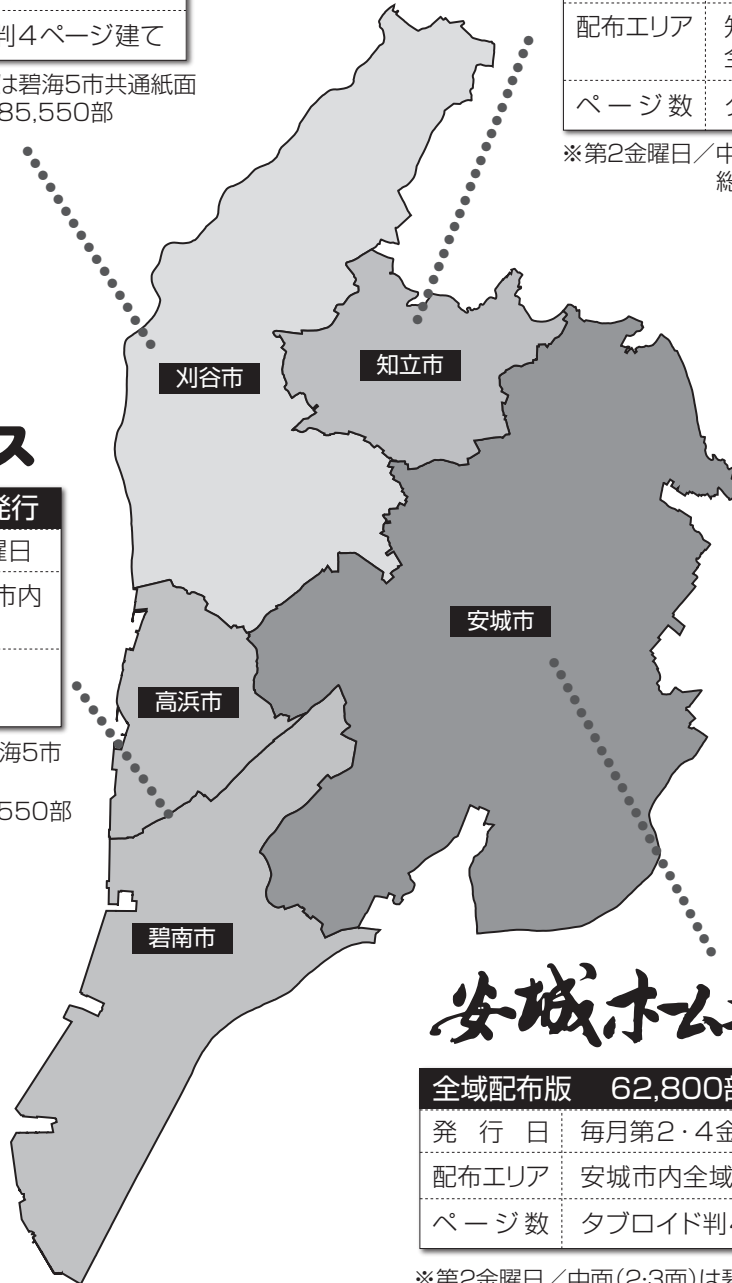 判4ページ建て
は碧海5市共通紙面
85,550部
配布エリア
ページ数
※第2金曜日／中
刈谷市
知立市
ス
発行
曜日
市内
安城市
高浜市
海5市
550部
碧南市
安城ホーム
全域配布版 62,800部
発行日 毎月第2・4金
配布エリア 安城市内全域
ページ数 タブロイド判
※第2金曜日／中面(2・3面)は